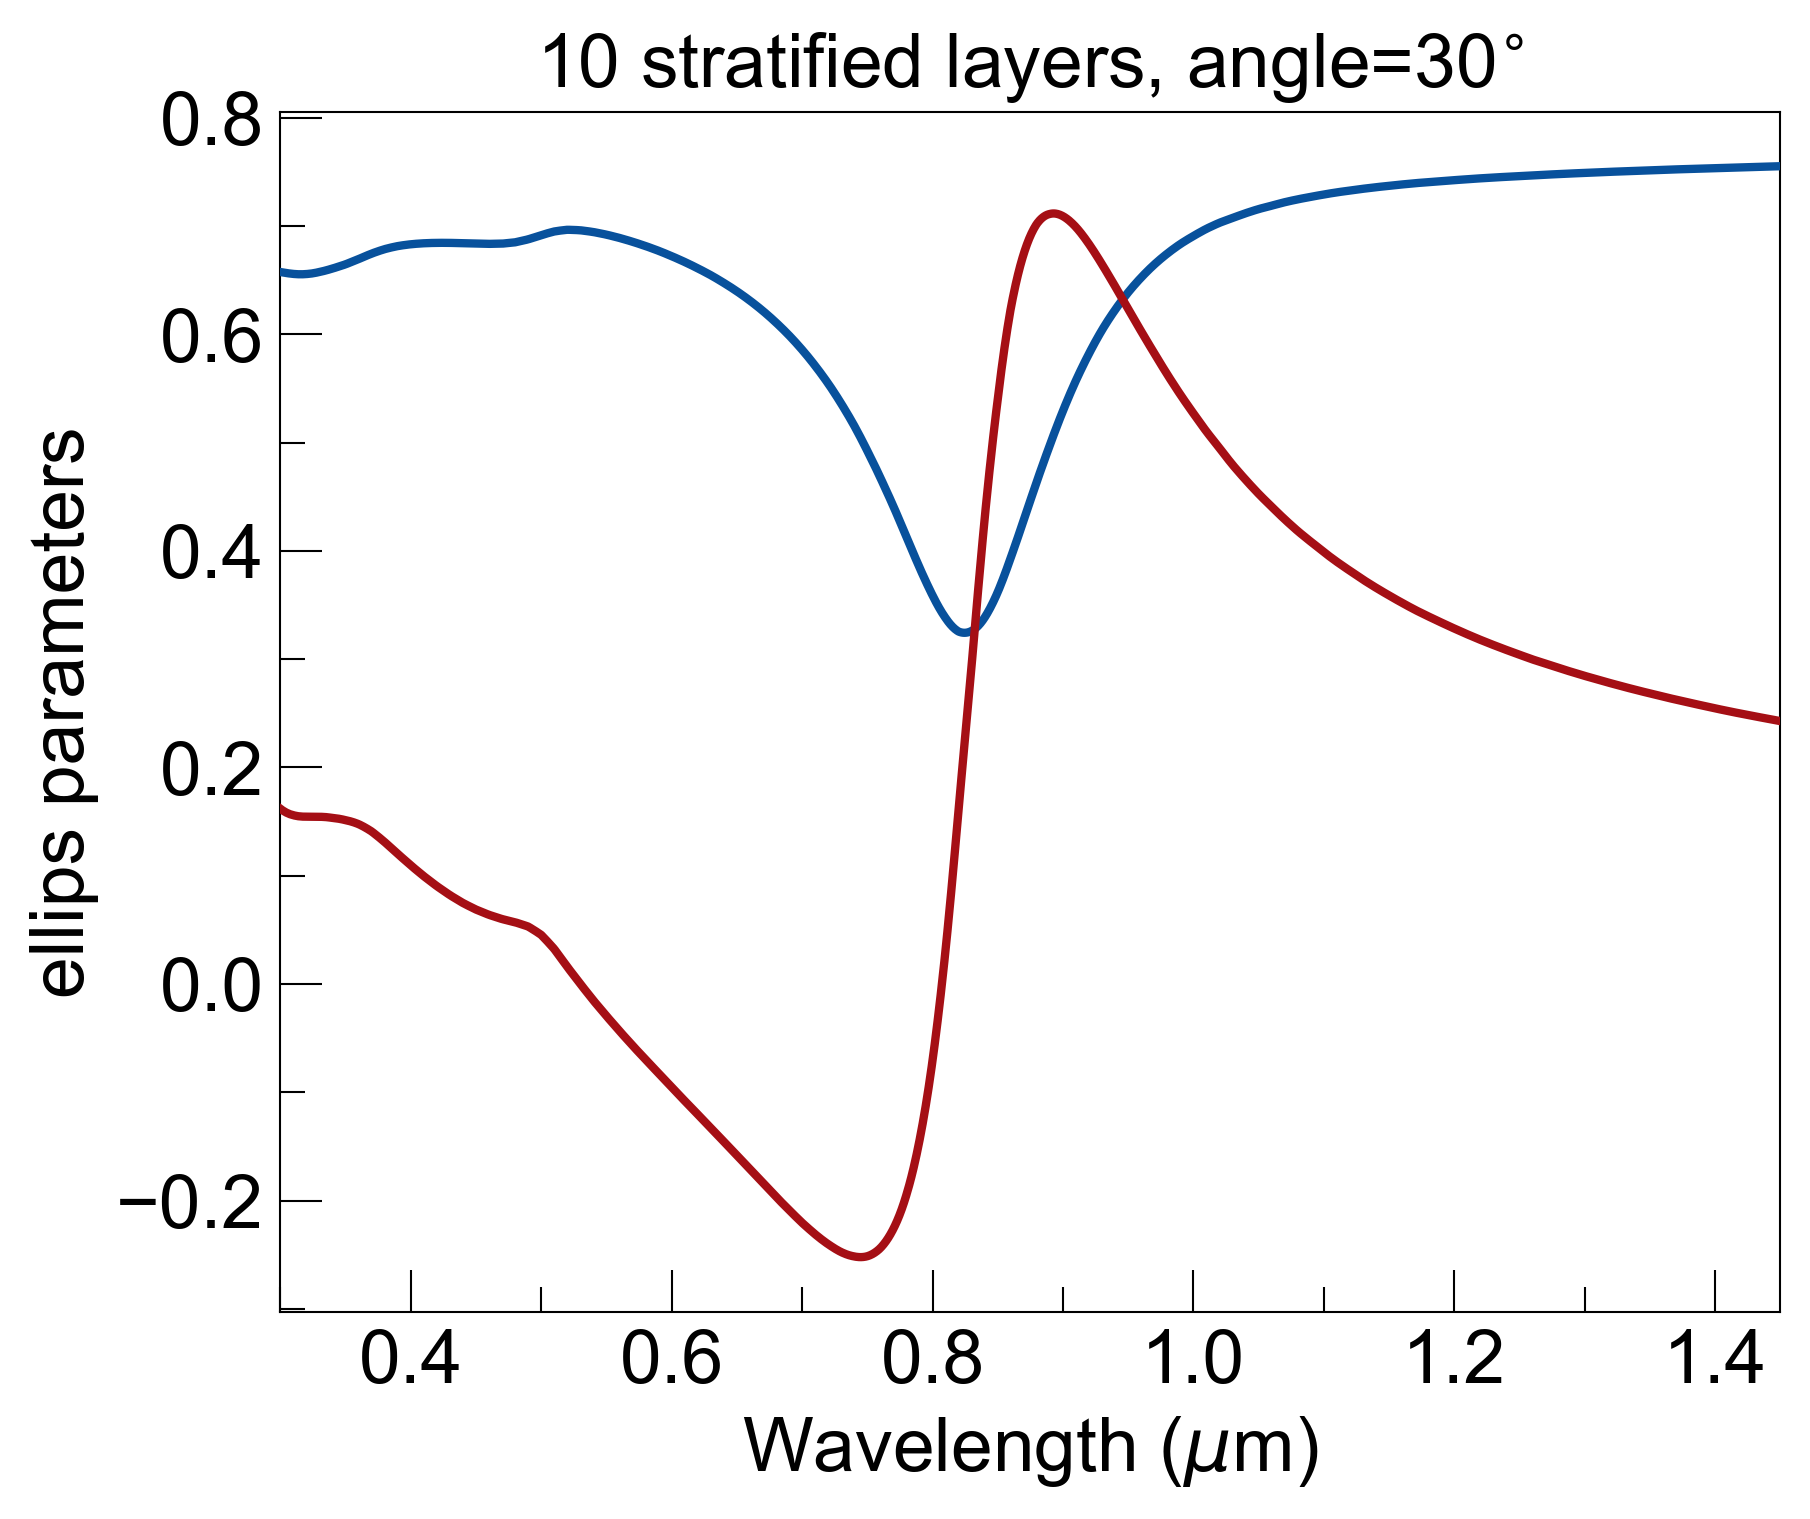 10 stratified layers, angle=30°
ellips parameters
0.8
0.6
0.4
0.2
0.0
−0.2
0.4 0.6 0.8 1.0 1.2 1.4
Wavelength (μm)